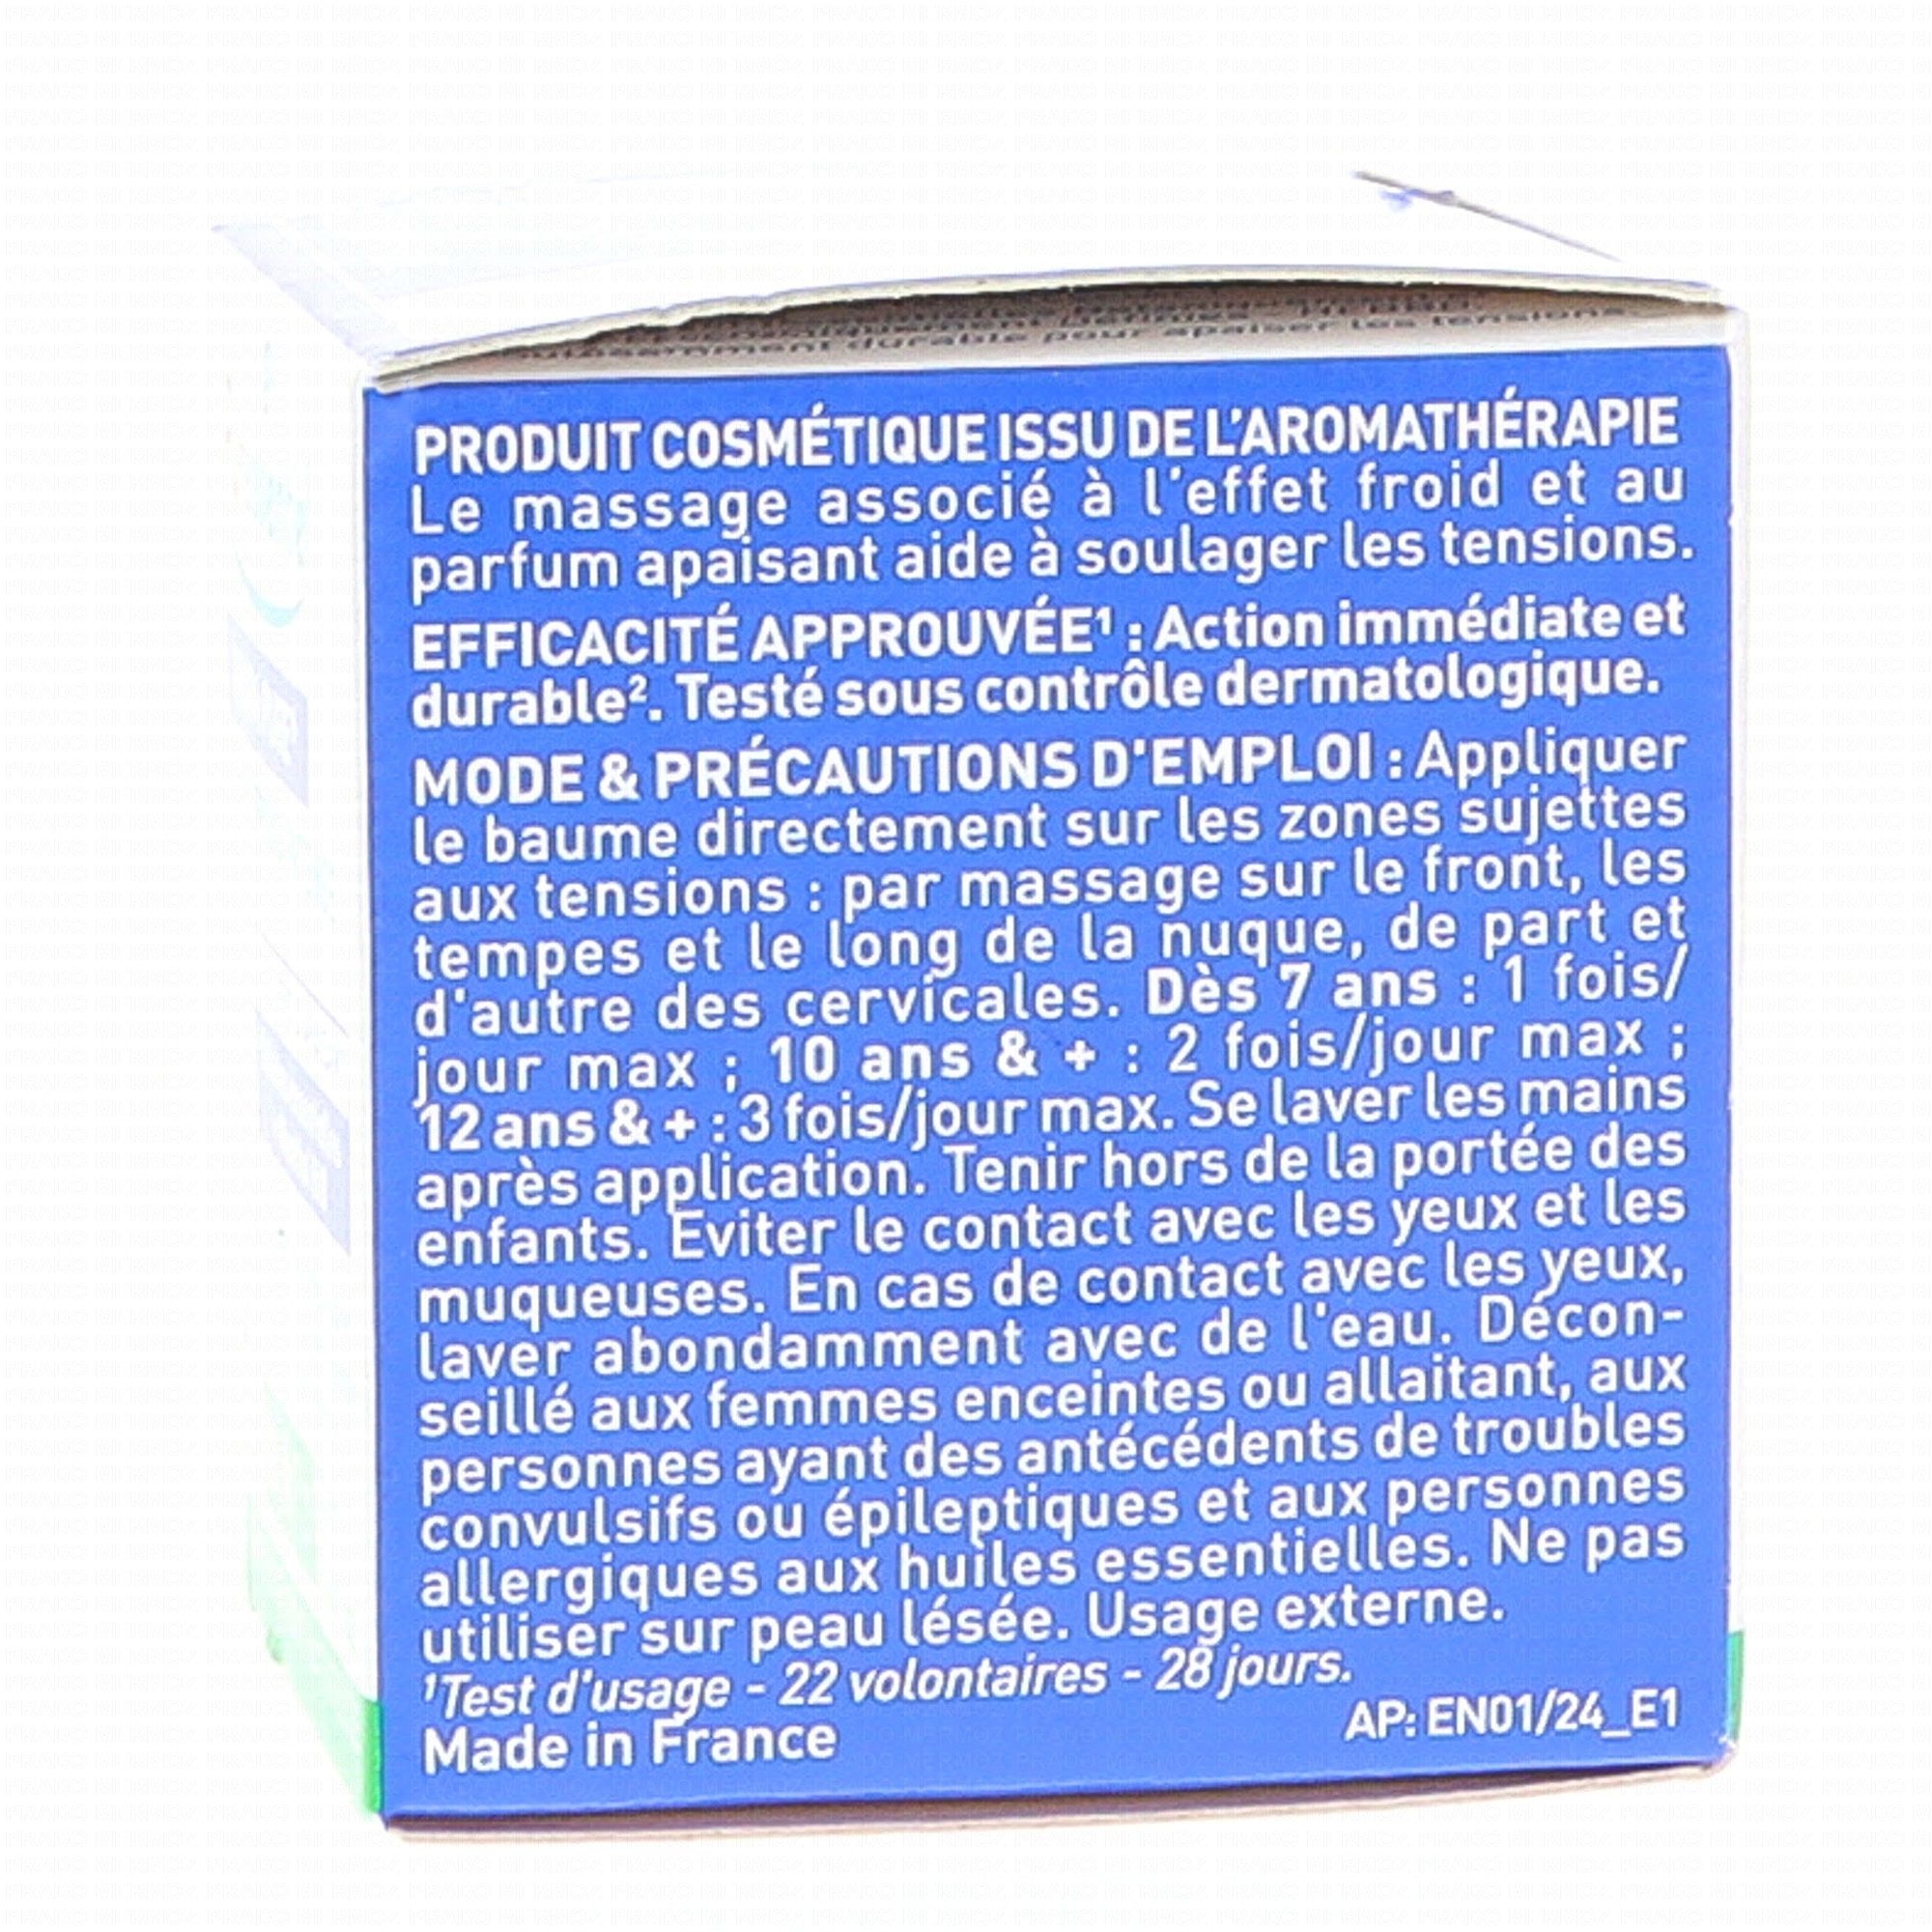 durable pour apaiser les tensions
PRODUIT COSMÉTIQUE ISSU DE L'AROMATHÉRAPIE
Le massage associé à l'effet froid et au
parfum apaisant aide à soulager les tensions.
EFFICACITÉ APPROUVÉE¹ : Action immédiate et
durable². Testé sous contrôle dermatologique.
MODE & PRÉCAUTIONS D'EMPLOI : Appliquer
le baume directement sur les zones sujettes
aux tensions : par massage sur le front, les
tempes et le long de la nuque, de part et
d'autre des cervicales. Dès 7 ans : 1 fois/
jour max ; 10 ans & + : 2 fois/jour max ;
12 ans & + : 3 fois/jour max. Se laver les mains
après application. Tenir hors de la portée des
enfants. Eviter le contact avec les yeux et les
muqueuses. En cas de contact avec les yeux,
laver abondamment avec de l'eau. Décon-
seillé aux femmes enceintes ou allaitant, aux
personnes ayant des antécédents de troubles
convulsifs ou épileptiques et aux personnes
allergiques aux huiles essentielles. Ne pas
utiliser sur peau lésée. Usage externe.
¹Test d'usage - 22 volontaires - 28 jours.
Made in France
AP: EN01/24_E1